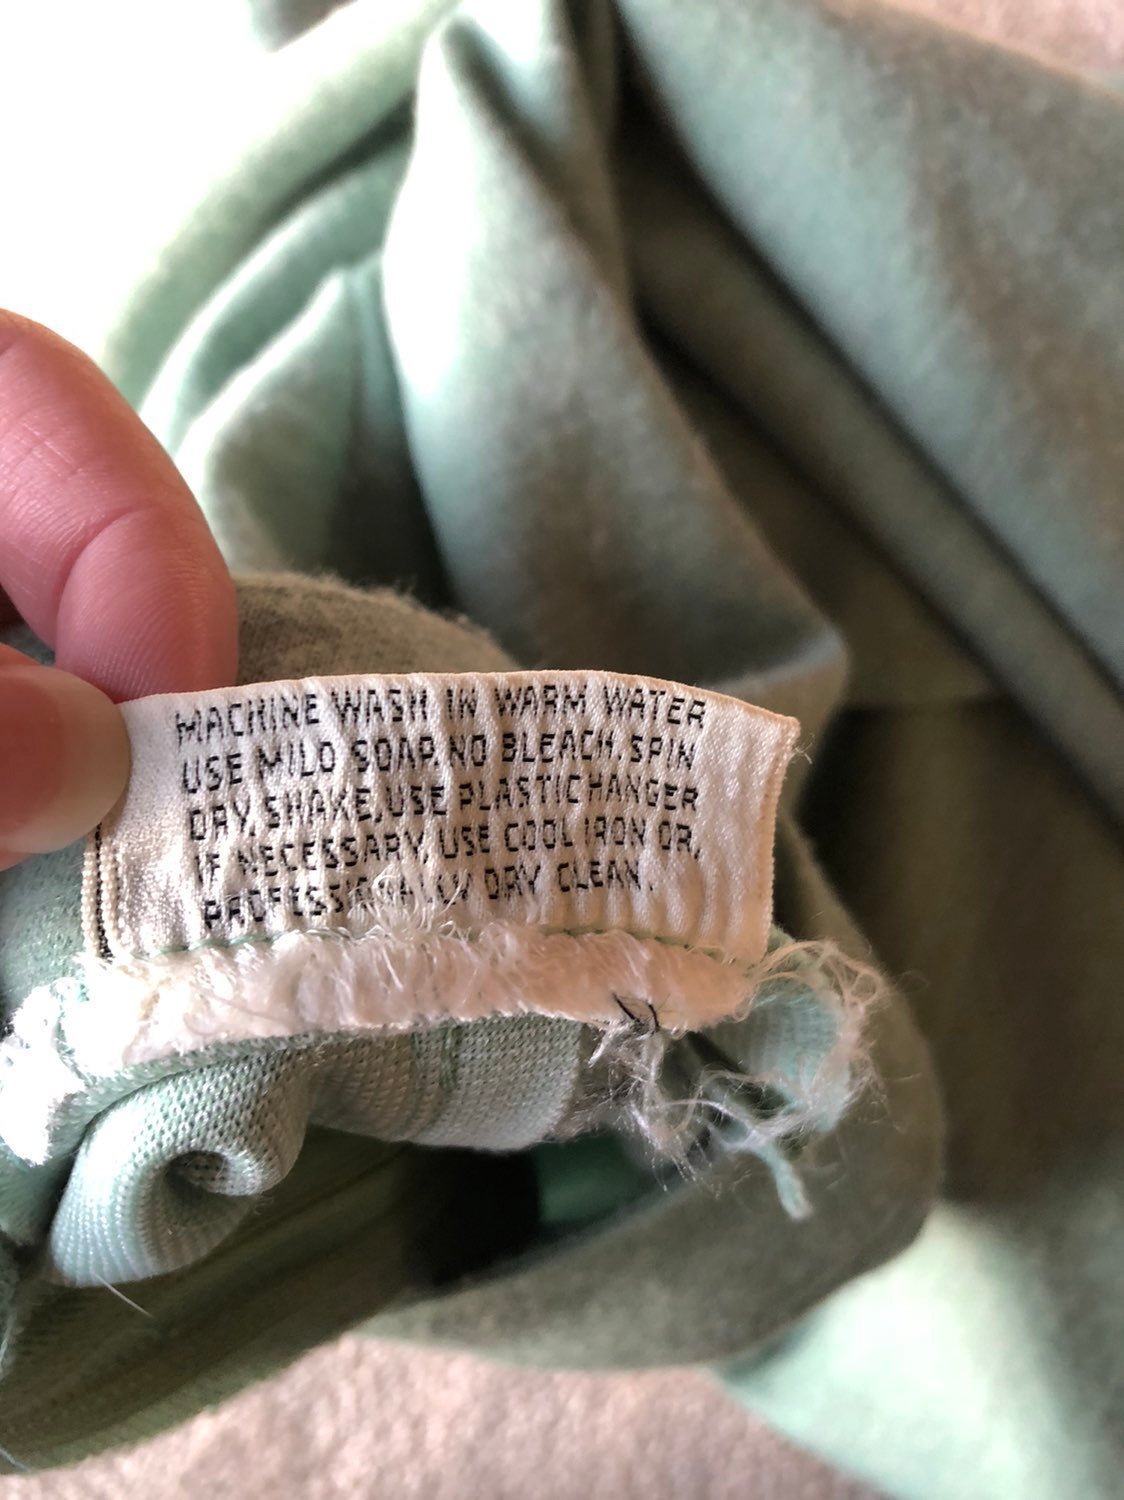 MACHINE WASH IN WARM WATER
USE MILD SOAP, NO BLEACH, SPIN
DRY, SHAKE, USE PLASTIC HANGER
IF NECESSARY, USE COOL IRON OR,
PROFESSIONALLY DRY CLEAN.